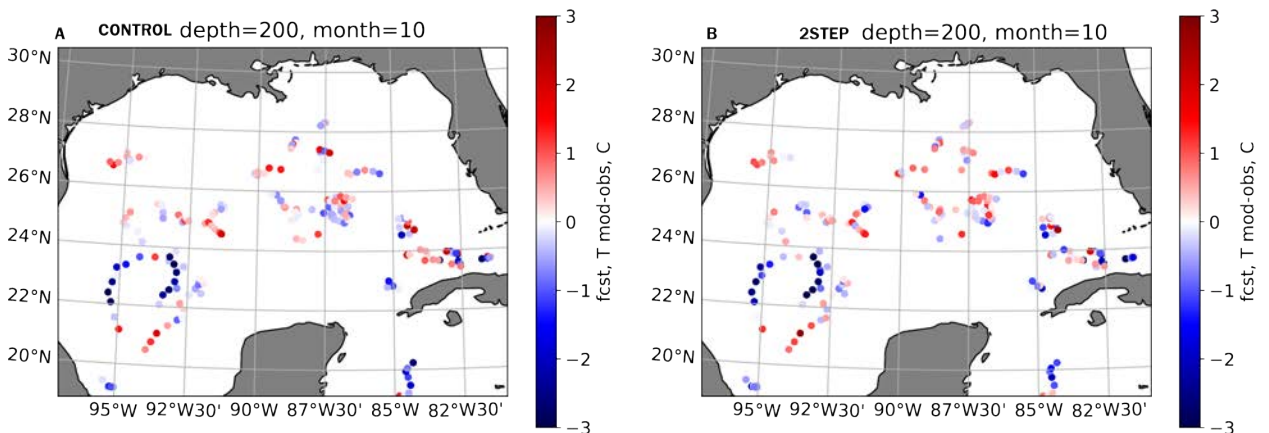 A CONTROL depth=200, month=10
30°N
28°N
26°N
24°N
22°N
20°N
95°W 92°W30' 90°W 87°W30' 85°W 82°W30'
3
2
1
0
−1
−2
−3
fcst, T mod-obs, C
B 2STEP depth=200, month=10
30°N
28°N
26°N
24°N
22°N
20°N
95°W 92°W30' 90°W 87°W30' 85°W 82°W30'
3
2
1
0
−1
−2
−3
fcst, T mod-obs, C